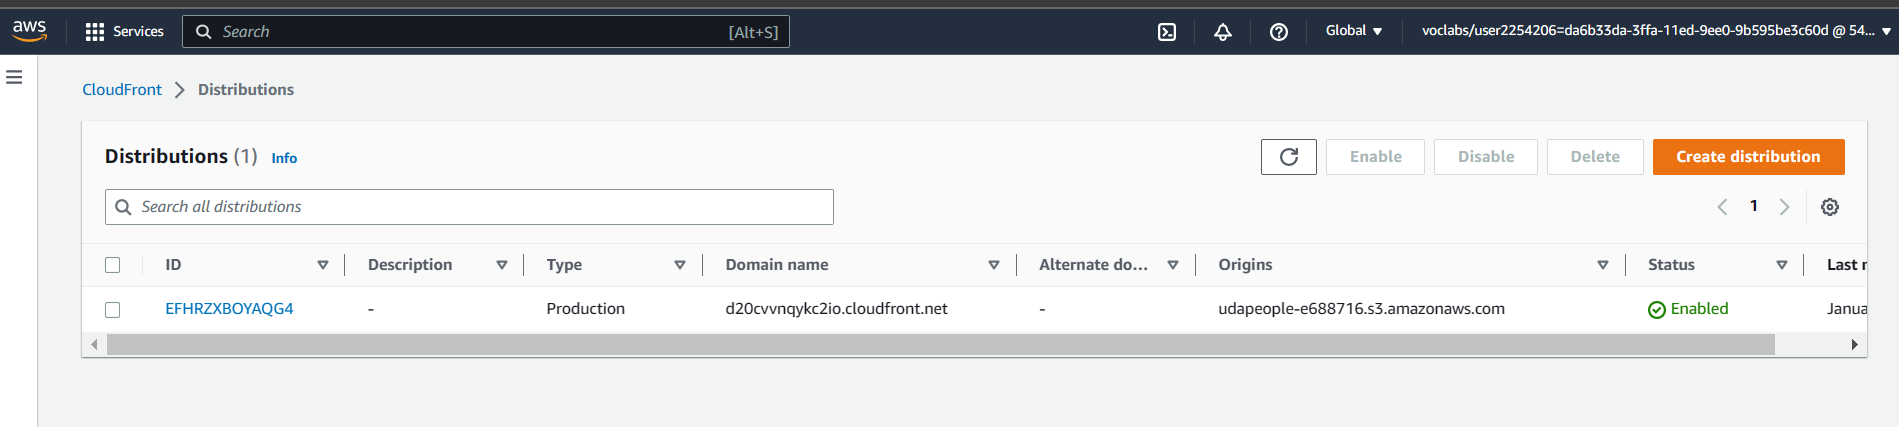 aws Services Search [Alt+S] Global voclabs/user2254206=da6b33da-3ffa-11ed-9ee0-9b595be3c60d @ 54...
CloudFront Distributions
Distributions (1) Info Enable Disable Delete Create distribution
Search all distributions 1
ID Description Type Domain name Alternate do... Origins Status Last
EFHRZXBOYAQG4 - Production d20cvvnqykc2io.cloudfront.net - udapeople-e688716.s3.amazonaws.com Enabled Janua